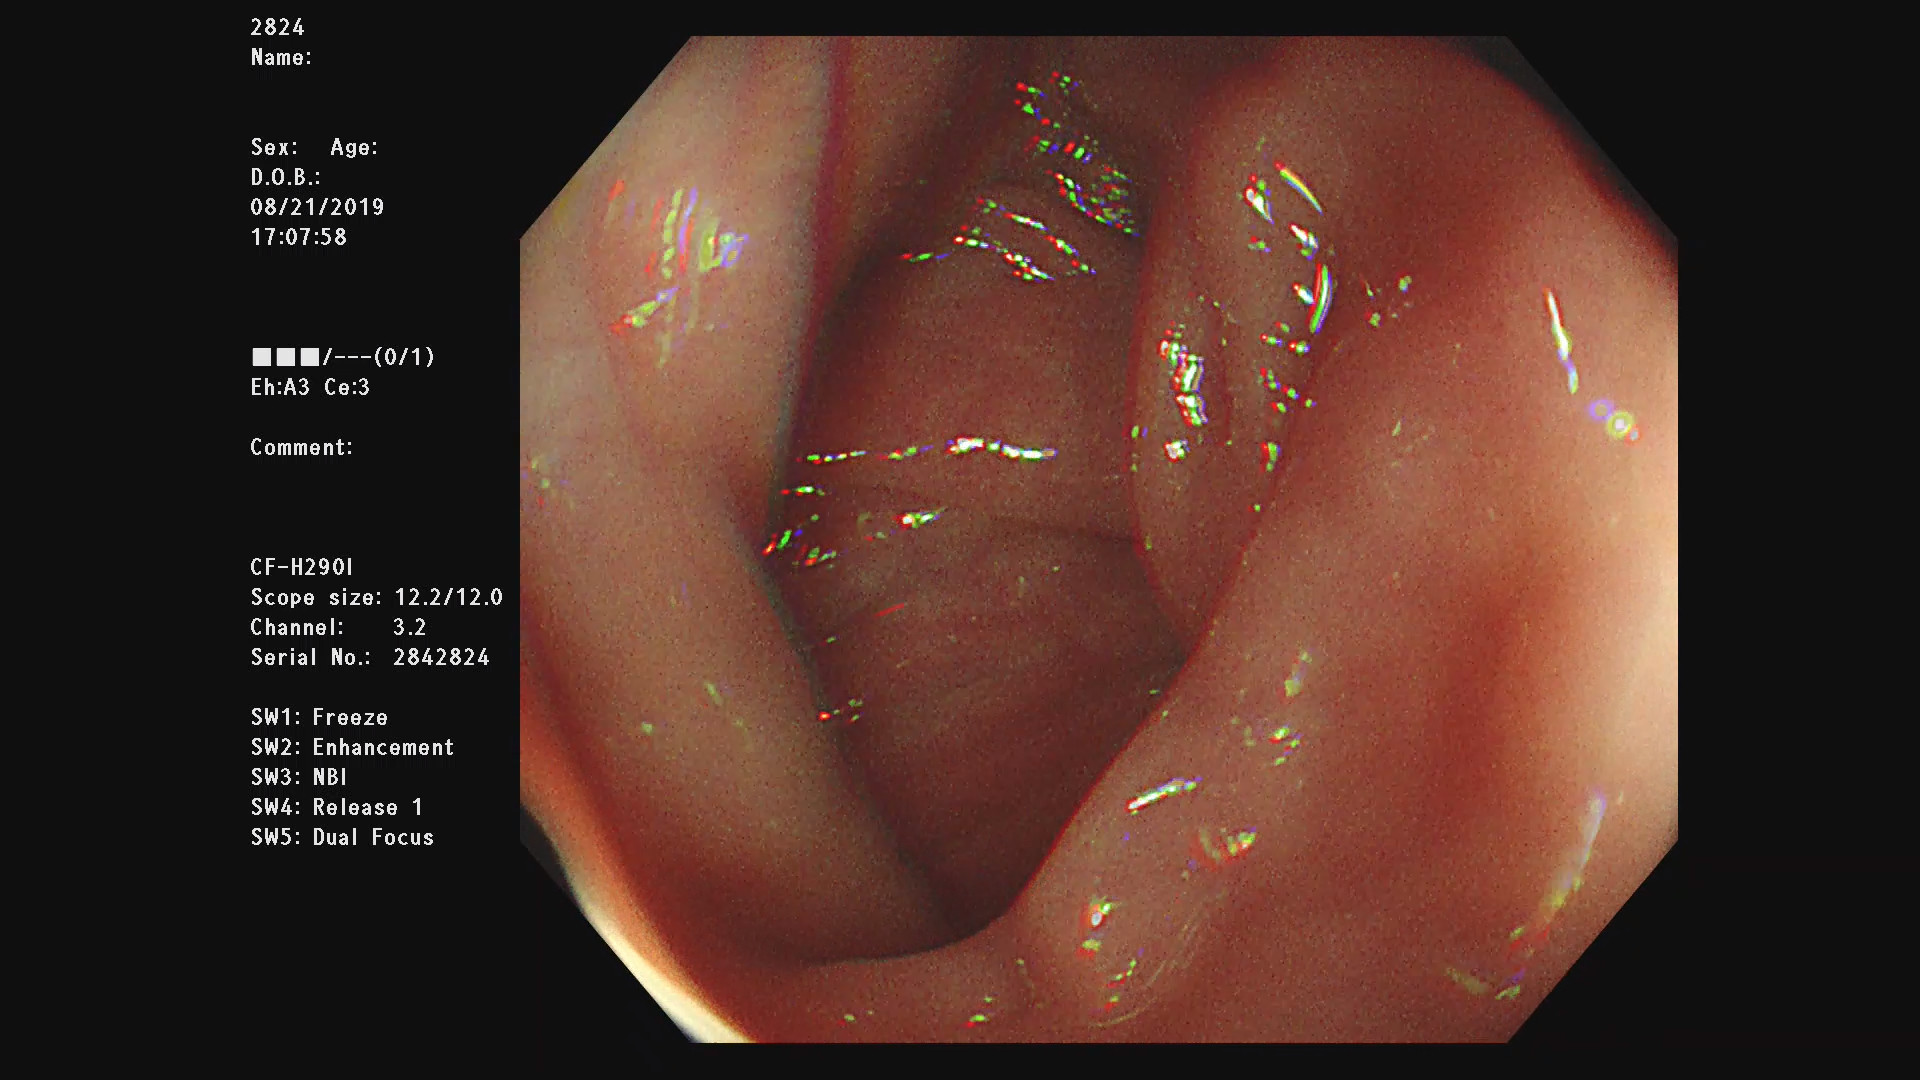 2824
Name:
Sex: Age:
D.O.B.:
08/21/2019
17:07:58
■■■/---(0/1)
Eh:A3 Ce:3
Comment:
CF-H290I
Scope size: 12.2/12.0
Channel: 3.2
Serial No.: 2842824
SW1: Freeze
SW2: Enhancement
SW3: NBI
SW4: Release 1
SW5: Dual Focus